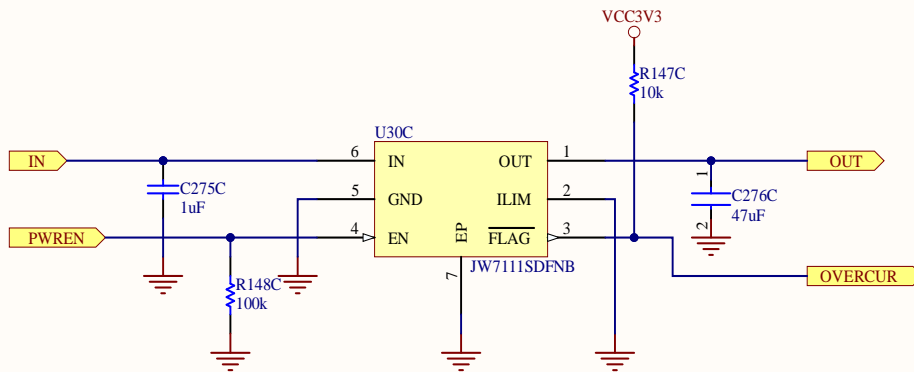 VCC3V3
R147C
10k
U30C
IN
6
IN
OUT
1
OUT
C275C
1uF
5
GND
ILIM
2
1
C276C
47uF
2
PWREN
4
EN
EP
FLAG
3
JW7111SDFNB
7
OVERCUR
R148C
100k